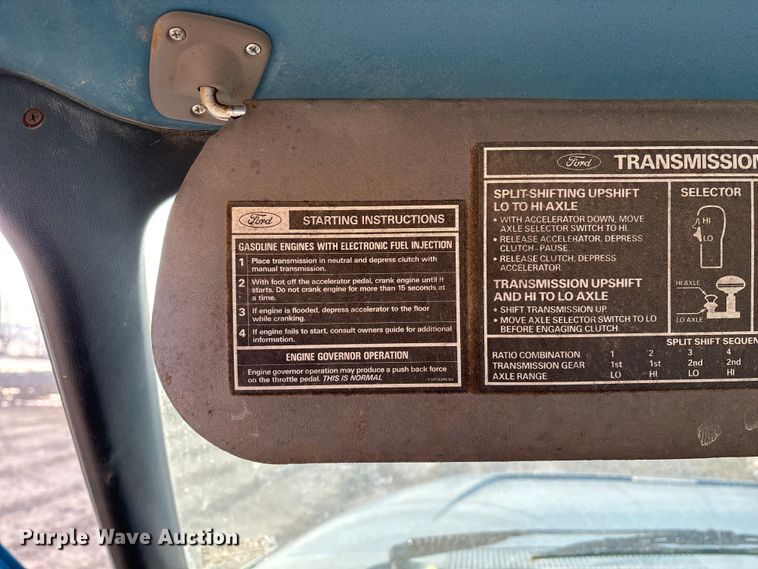 Ford STARTING INSTRUCTIONS
GASOLINE ENGINES WITH ELECTRONIC FUEL INJECTION
1 Place transmission in neutral and depress clutch with
manual transmission.
2 With foot off the accelerator pedal, crank engine until it
starts. Do not crank engine for more than 15 seconds at
a time.
3 If engine is flooded, depress accelerator to the floor
while cranking.
4 If engine fails to start, consult owners guide for additional
information.
ENGINE GOVERNOR OPERATION
Engine governor operation may produce a push back force
on the throttle pedal. THIS IS NORMAL
Ford TRANSMISSION
SPLIT-SHIFTING UPSHIFT
LO TO HI AXLE
• WITH ACCELERATOR DOWN, MOVE
AXLE SELECTOR SWITCH TO HI.
• RELEASE ACCELERATOR, DEPRESS
CLUTCH-PAUSE.
• RELEASE CLUTCH, DEPRESS
ACCELERATOR.
TRANSMISSION UPSHIFT
AND HI TO LO AXLE
• SHIFT TRANSMISSION UP.
• MOVE AXLE SELECTOR SWITCH TO LO
BEFORE ENGAGING CLUTCH.
SELECTOR
HI
LO
HI AXLE
LO AXLE
SPLIT SHIFT SEQUEN
RATIO COMBINATION 1 2 3 4
TRANSMISSION GEAR 1st 1st 2nd 2nd
AXLE RANGE LO HI LO HI
Purple Wave Auction®